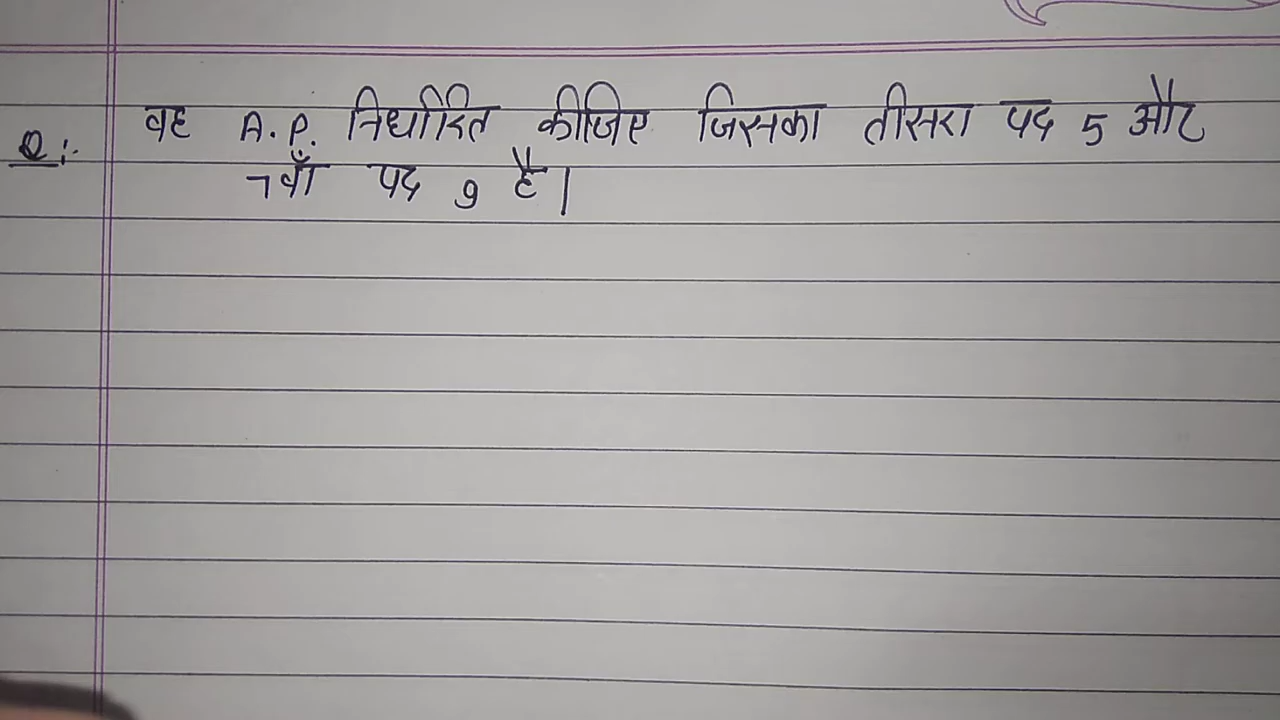 Q:- वह A.P. निर्धारित कीजिए जिसका तीसरा पद 5 और
7वाँ पद 9 है।